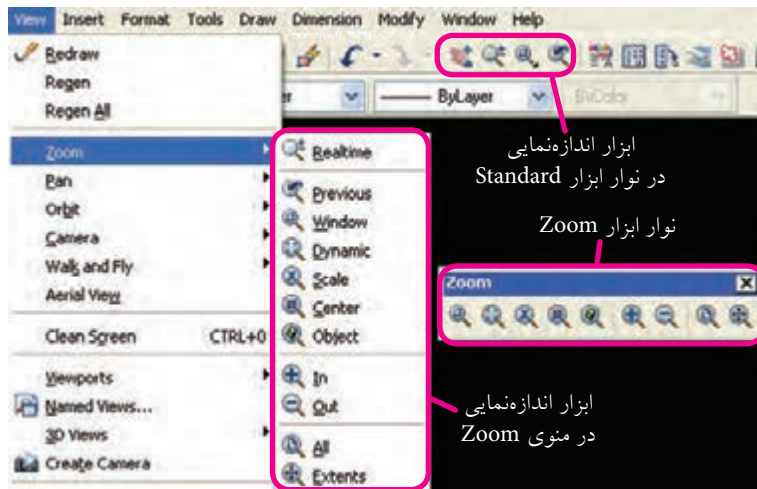 View Insert Format Tools Draw Dimension Modify Window Help
Redraw
Regen
Regen All
Zoom
Pan
Orbit
Camera
Walk and Fly
Aerial View
Clean Screen CTRL+0
Viewports
Named Views...
3D Views
Create Camera
Realtime
Previous
Window
Dynamic
Scale
Center
Object
In
Out
All
Extents
ByLayer
ByColor
ابزار اندازه‌نمایی
در نوار ابزار Standard
نوار ابزار Zoom
Zoom
ابزار اندازه‌نمایی
در منوی Zoom